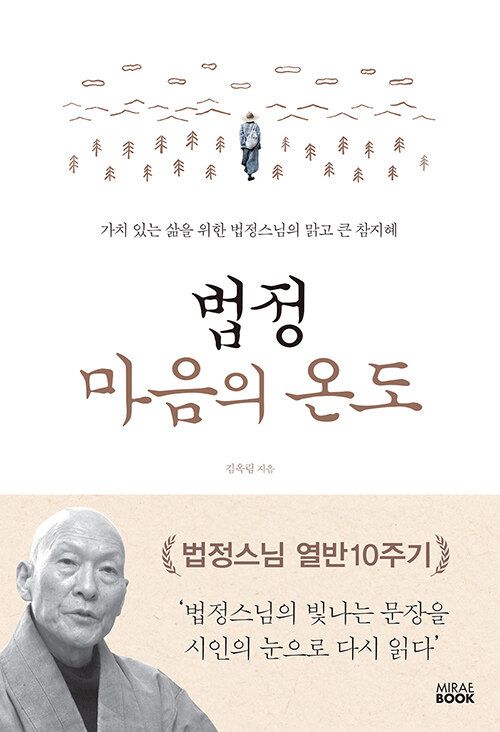 가치 있는 삶을 위한 법정스님의 맑고 큰 참지혜
법정
마음의 온도
김옥림 지음
법정스님 열반10주기
‘법정스님의 빛나는 문장을
시인의 눈으로 다시 읽다’
MIRAE
BOOK